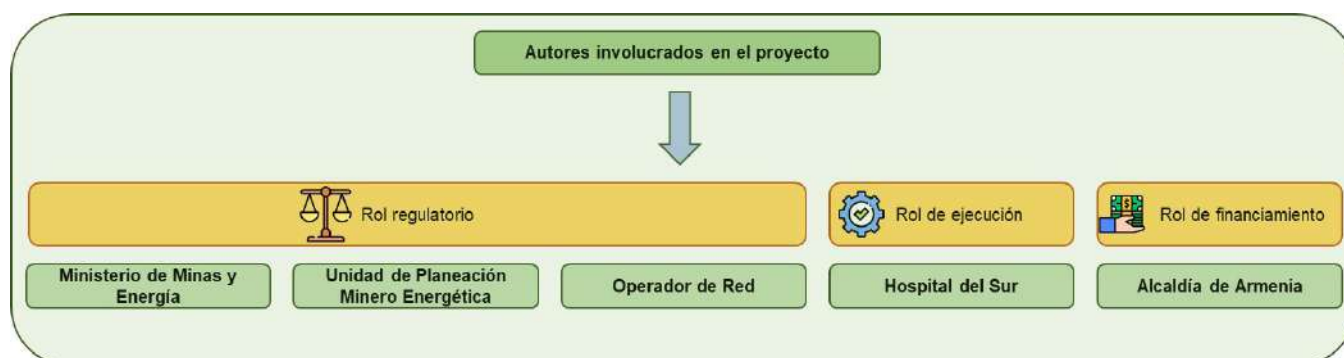 Autores involucrados en el proyecto
Rol regulatorio
Rol de ejecución
Rol de financiamiento
Ministerio de Minas y
Energía
Unidad de Planeación
Minero Energética
Operador de Red
Hospital del Sur
Alcaldía de Armenia